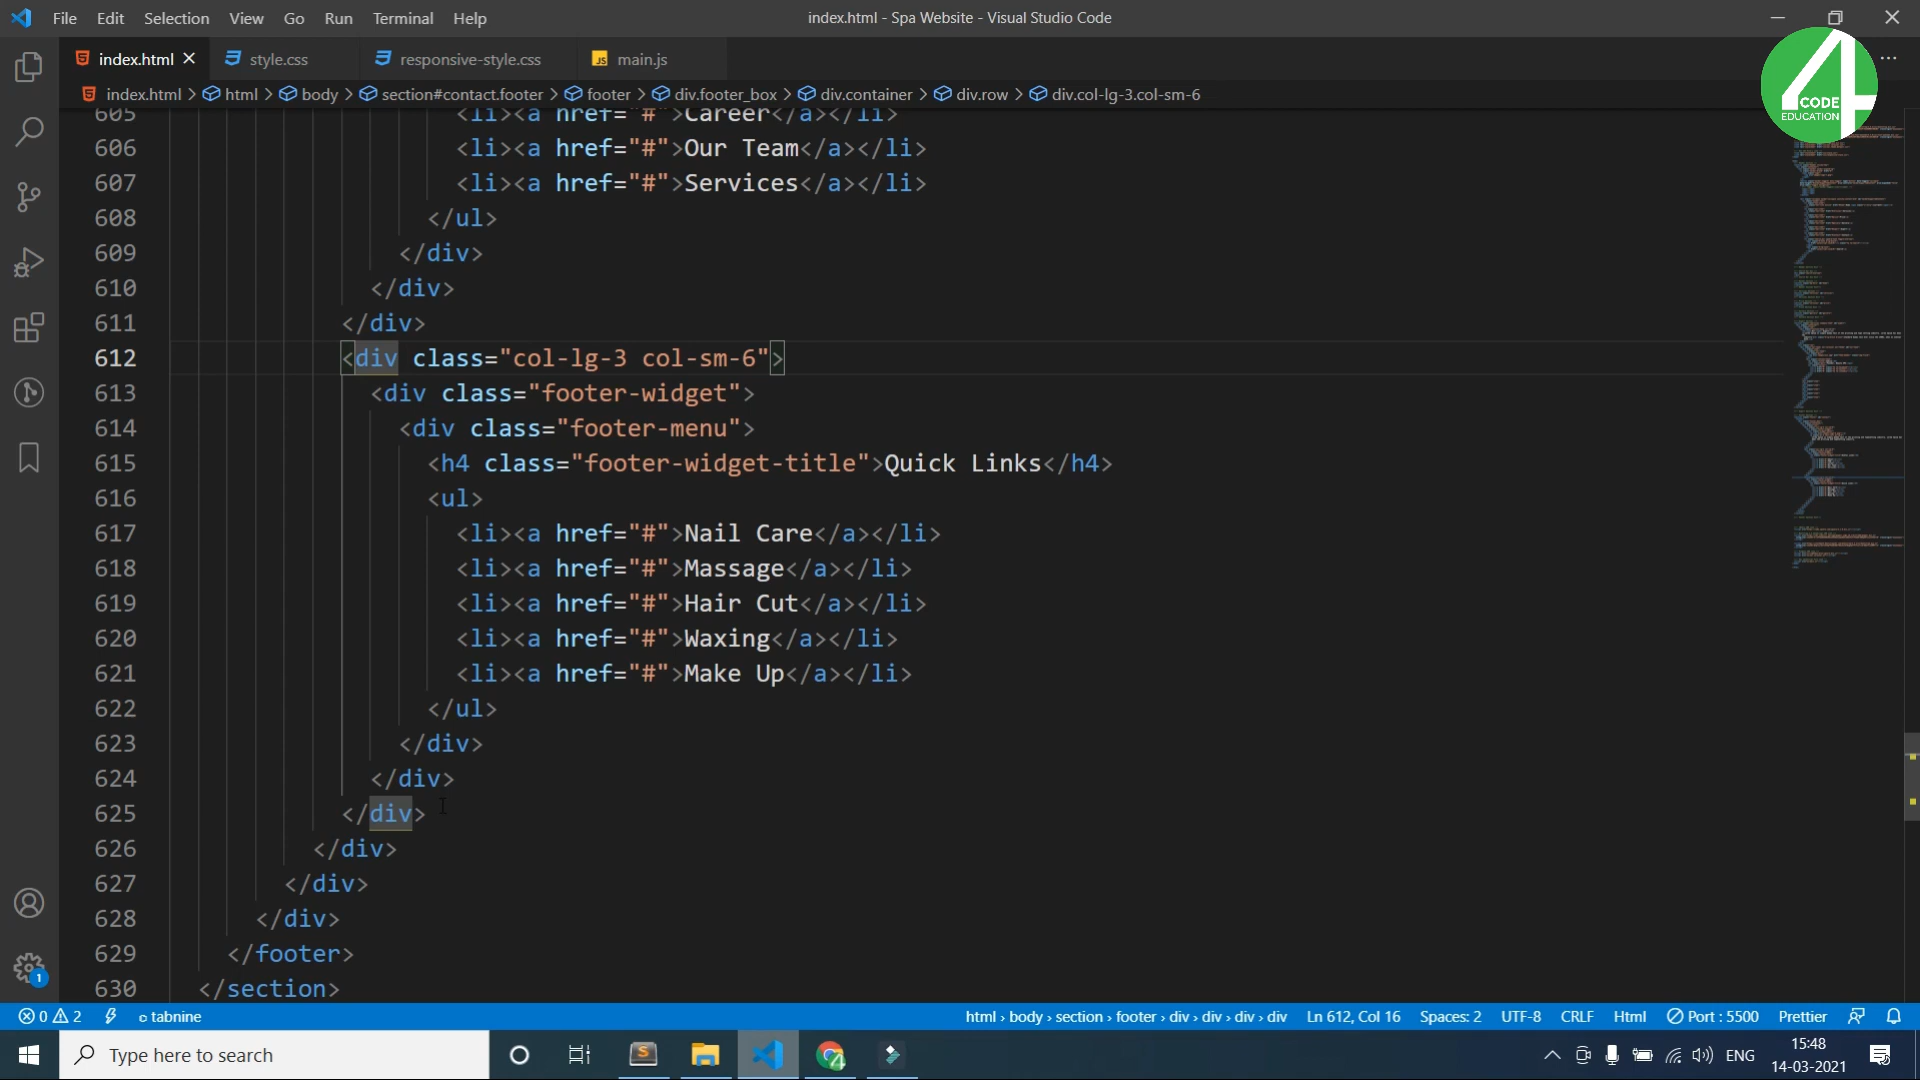 File Edit Selection View Go Run Terminal Help
index.html - Spa Website - Visual Studio Code
index.html
style.css
responsive-style.css
JS main.js
4
CODE
EDUCATION
index.html > html > body > section#contact.footer > footer > div.footer_box > div.container > div.row > div.col-lg-3.col-sm-6
605 <li><a href="#">Career</a></li>
606 <li><a href="#">Our Team</a></li>
607 <li><a href="#">Services</a></li>
608 </ul>
609 </div>
610 </div>
611 </div>
612 <div class="col-lg-3 col-sm-6">
613 <div class="footer-widget">
614 <div class="footer-menu">
615 <h4 class="footer-widget-title">Quick Links</h4>
616 <ul>
617 <li><a href="#">Nail Care</a></li>
618 <li><a href="#">Massage</a></li>
619 <li><a href="#">Hair Cut</a></li>
620 <li><a href="#">Waxing</a></li>
621 <li><a href="#">Make Up</a></li>
622 </ul>
623 </div>
624 </div>
625 </div>
626 </div>
627 </div>
628 </div>
629 </footer>
630 </section>
1
0 2 tabnine
html › body › section › footer › div › div › div › div Ln 612, Col 16 Spaces: 2 UTF-8 CRLF Html Port : 5500 Prettier
Type here to search
S
4
ENG
15:48
14-03-2021